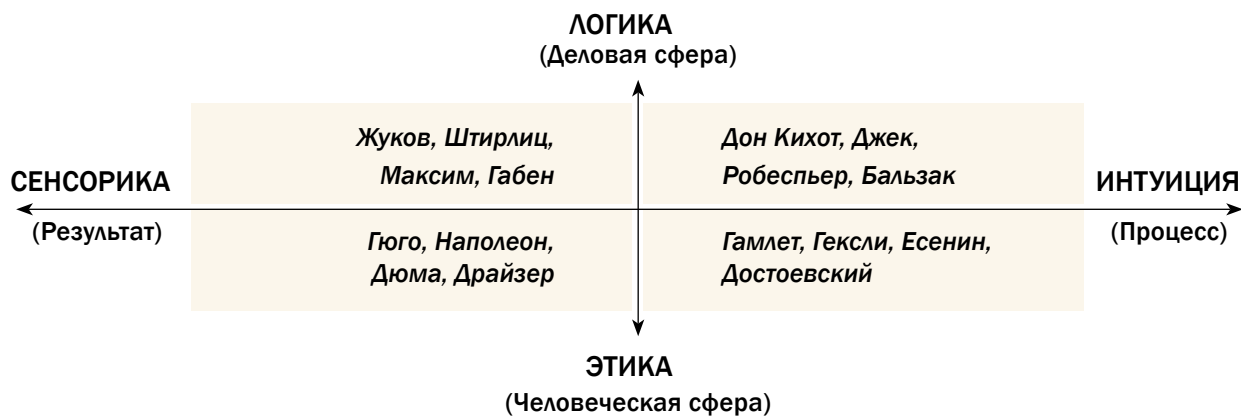 ЛОГИКА
(Деловая сфера)
Жуков, Штирлиц,
Максим, Габен
Дон Кихот, Джек,
Робеспьер, Бальзак
СЕНСОРИКА
(Результат)
ИНТУИЦИЯ
(Процесс)
Гюго, Наполеон,
Дюма, Драйзер
Гамлет, Гексли, Есенин,
Достоевский
ЭТИКА
(Человеческая сфера)